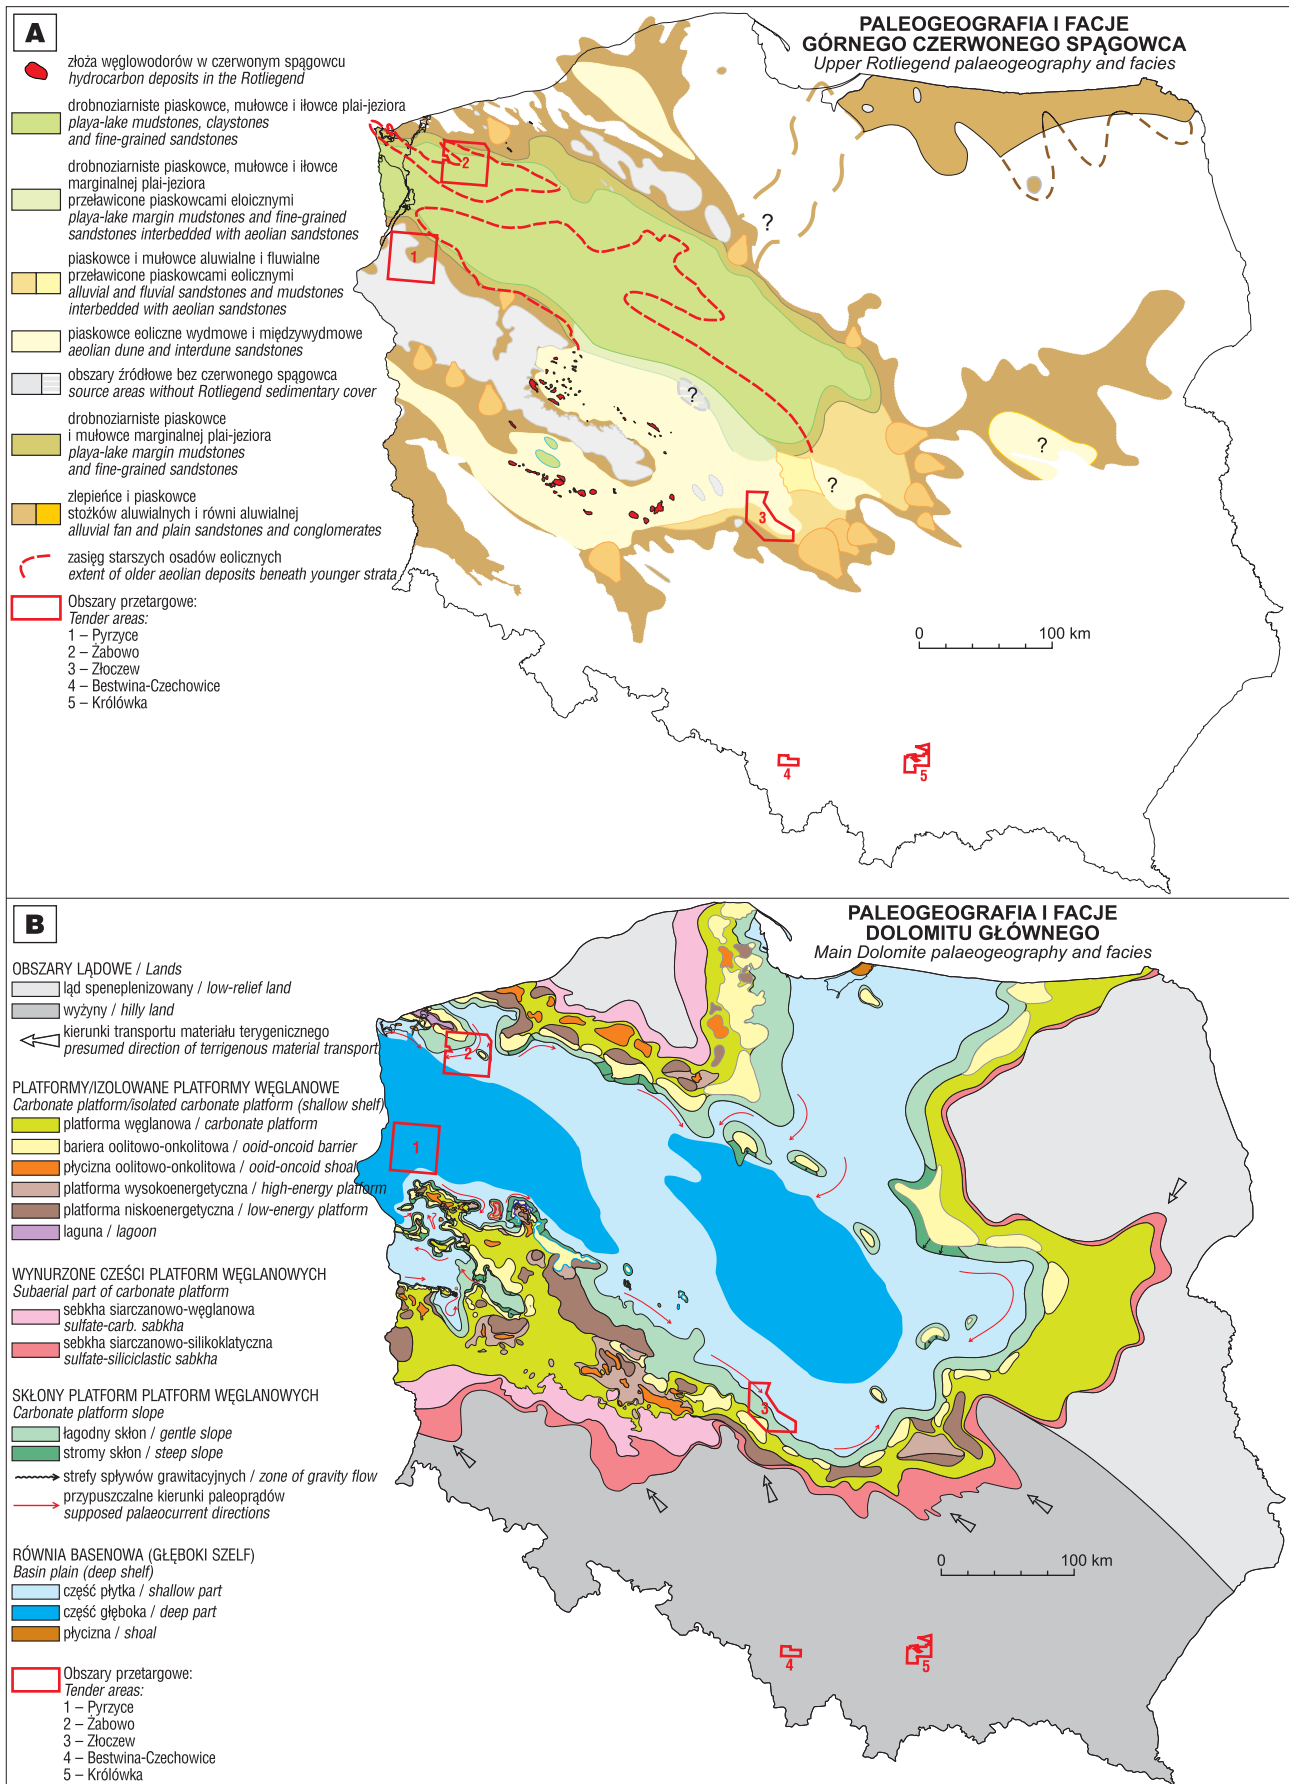 A
PALEOGEOGRAFIA I FACJE
GÓRNEGO CZERWONEGO SPĄGOWCA
Upper Rotliegend palaeogeography and facies
złoża węglowodorów w czerwonym spągowcu
hydrocarbon deposits in the Rotliegend
drobnoziarniste piaskowce, mułowce i iłowce plai-jeziora
playa-lake mudstones, claystones
and fine-grained sandstones
drobnoziarniste piaskowce, mułowce i iłowce
marginalnej plai-jeziora
przeławicone piaskowcami eloicznymi
playa-lake margin mudstones and fine-grained
sandstones interbedded with aeolian sandstones
piaskowce i mułowce aluwialne i fluwialne
przeławicone piaskowcami eolicznymi
alluvial and fluvial sandstones and mudstones
interbedded with aeolian sandstones
piaskowce eoliczne wydmowe i międzywydmowe
aeolian dune and interdune sandstones
obszary źródłowe bez czerwonego spągowca
source areas without Rotliegend sedimentary cover
drobnoziarniste piaskowce
i mułowce marginalnej plai-jeziora
playa-lake margin mudstones
and fine-grained sandstones
zlepieńce i piaskowce
stożków aluwialnych i równi aluwialnej
alluvial fan and plain sandstones and conglomerates
zasięg starszych osadów eolicznych
extent of older aeolian deposits beneath younger strata
Obszary przetargowe:
Tender areas:
1 – Pyrzyce
2 – Żabowo
3 – Złoczew
4 – Bestwina-Czechowice
5 – Królówka
2
?
1
?
?
?
3
0 100 km
4
5
B
PALEOGEOGRAFIA I FACJE
DOLOMITU GŁÓWNEGO
Main Dolomite palaeogeography and facies
OBSZARY LĄDOWE / Lands
ląd speneplenizowany / low-relief land
wyżyny / hilly land
kierunki transportu materiału terygenicznego
presumed direction of terrigenous material transport
PLATFORMY/IZOLOWANE PLATFORMY WĘGLANOWE
Carbonate platform/isolated carbonate platform (shallow shelf)
platforma węglanowa / carbonate platform
bariera oolitowo-onkolitowa / ooid-oncoid barrier
płycizna oolitowo-onkolitowa / ooid-oncoid shoal
platforma wysokoenergetyczna / high-energy platform
platforma niskoenergetyczna / low-energy platform
laguna / lagoon
WYNURZONE CZEŚCI PLATFORM WĘGLANOWYCH
Subaerial part of carbonate platform
sebkha siarczanowo-węglanowa
sulfate-carb. sabkha
sebkha siarczanowo-silikoklatyczna
sulfate-siliciclastic sabkha
SKŁONY PLATFORM PLATFORM WĘGLANOWYCH
Carbonate platform slope
łagodny skłon / gentle slope
stromy skłon / steep slope
strefy spływów grawitacyjnych / zone of gravity flow
przypuszczalne kierunki paleoprądów
supposed palaeocurrent directions
RÓWNIA BASENOWA (GŁĘBOKI SZELF)
Basin plain (deep shelf)
część płytka / shallow part
część głęboka / deep part
płycizna / shoal
Obszary przetargowe:
Tender areas:
1 – Pyrzyce
2 – Żabowo
3 – Złoczew
4 – Bestwina-Czechowice
5 – Królówka
2
1
3
0 100 km
4
5